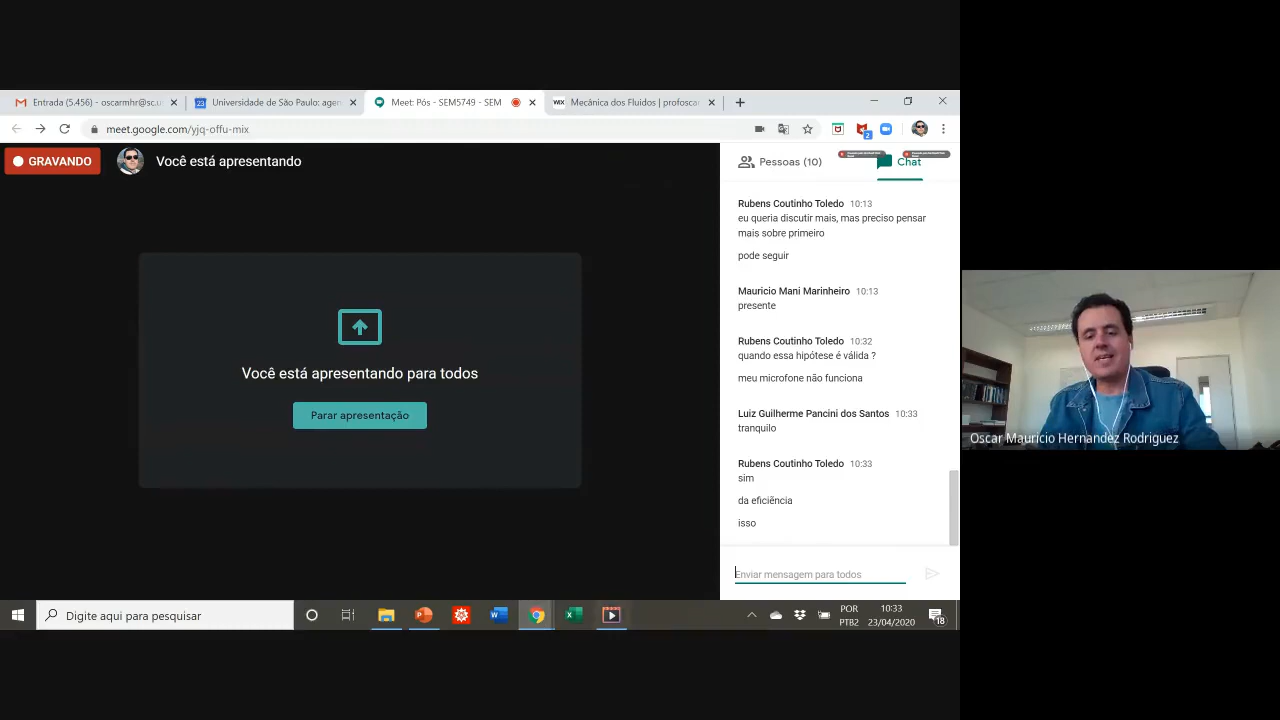 Entrada (5.456) - oscarmhr@sc.u
23
Universidade de São Paulo: agen
Meet: Pós - SEM5749 - SEM
WIX
Mecânica dos Fluidos | profosca
meet.google.com/yjq-offu-mix
2
GRAVANDO
Você está apresentando
Pessoas (10)
Chat
Você está apresentando para todos
Parar apresentação
Rubens Coutinho Toledo 10:13
eu queria discutir mais, mas preciso pensar
mais sobre primeiro
pode seguir
Mauricio Mani Marinheiro 10:13
presente
Rubens Coutinho Toledo 10:32
quando essa hipótese é válida ?
meu microfone não funciona
Luiz Guilherme Pancini dos Santos 10:33
tranquilo
Rubens Coutinho Toledo 10:33
sim
da eficiência
isso
Enviar mensagem para todos
Oscar Mauricio Hernandez Rodriguez
Digite aqui para pesquisar
POR
PTB2
10:33
23/04/2020
18